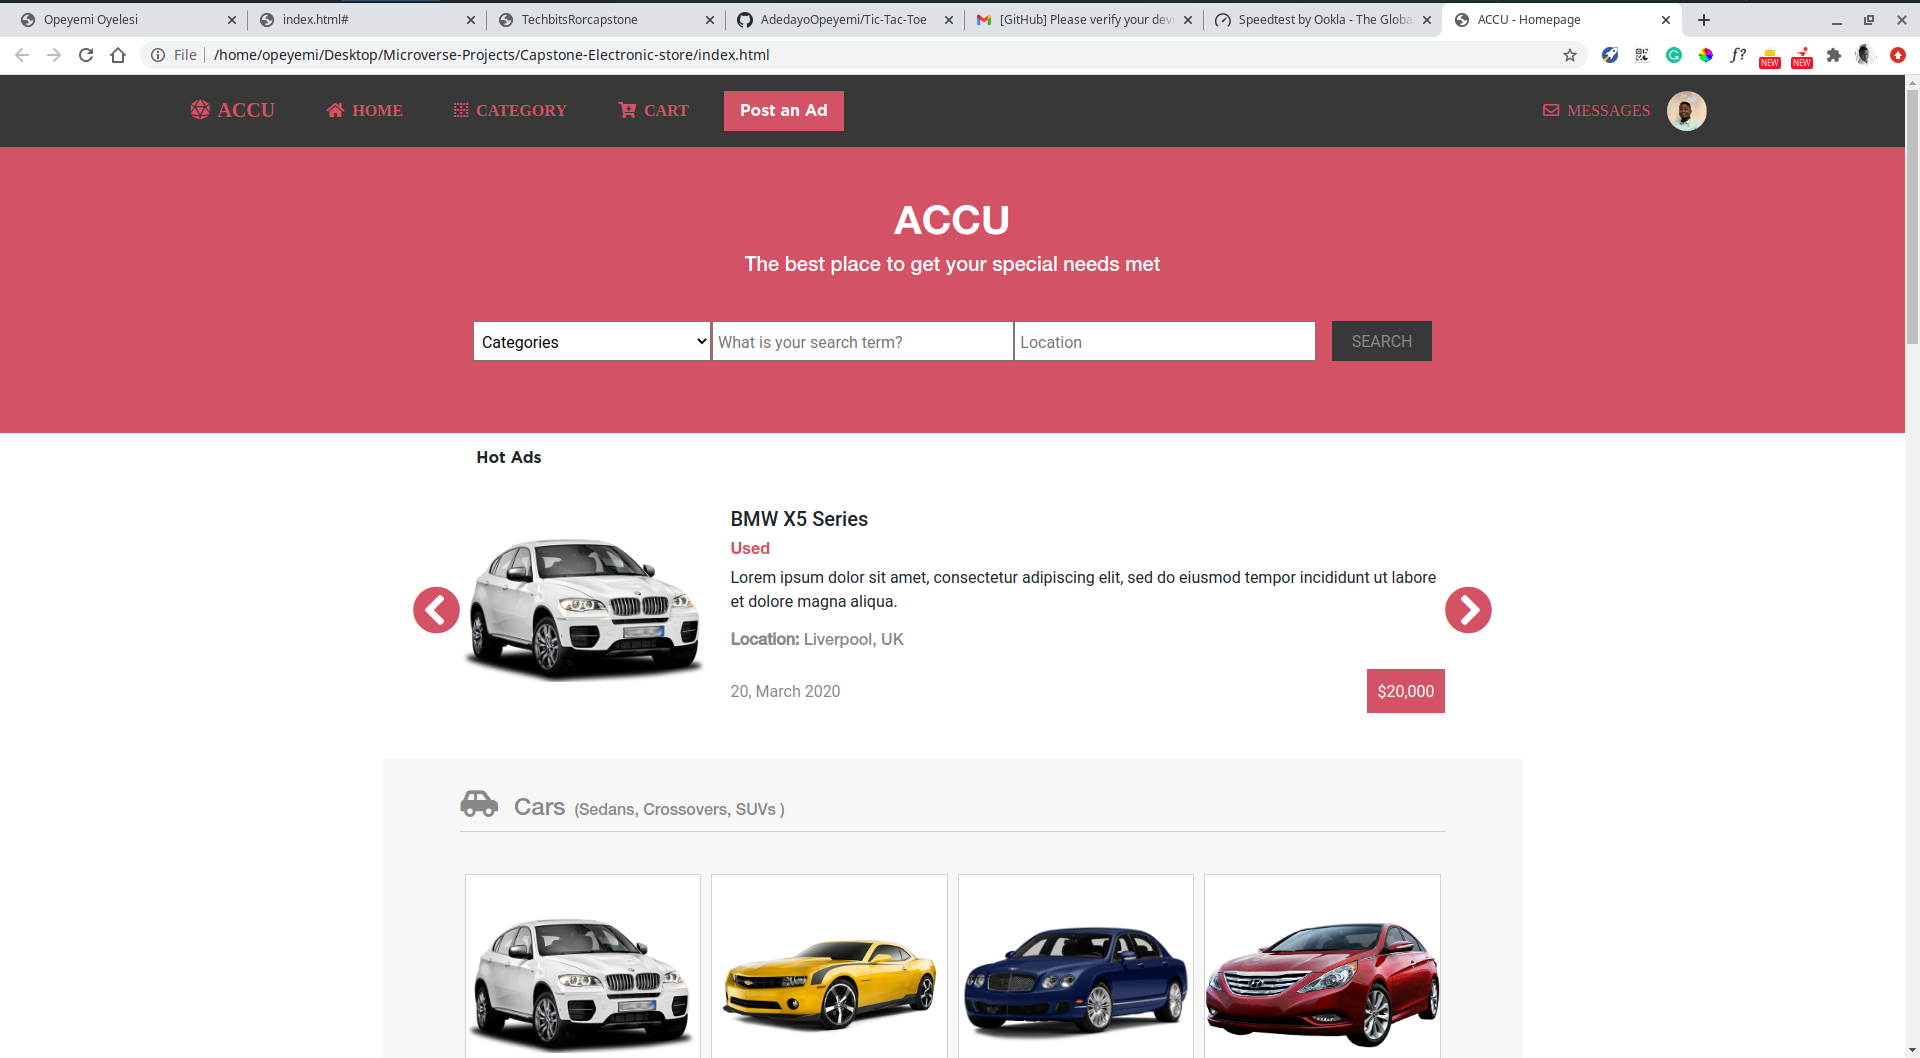 Opeyemi Oyelesi
index.html#
TechbitsRorcapstone
AdedayoOpeyemi/Tic-Tac-Toe
[GitHub] Please verify your devi
Speedtest by Ookla - The Globa
ACCU - Homepage
File
/home/opeyemi/Desktop/Microverse-Projects/Capstone-Electronic-store/index.html
f?
NEW
NEW
ACCU
HOME
CATEGORY
CART
Post an Ad
MESSAGES
ACCU
The best place to get your special needs met
Categories
What is your search term?
Location
SEARCH
Hot Ads
BMW X5 Series
Used
Lorem ipsum dolor sit amet, consectetur adipiscing elit, sed do eiusmod tempor incididunt ut labore
et dolore magna aliqua.
Location: Liverpool, UK
20, March 2020
$20,000
Cars (Sedans, Crossovers, SUVs )